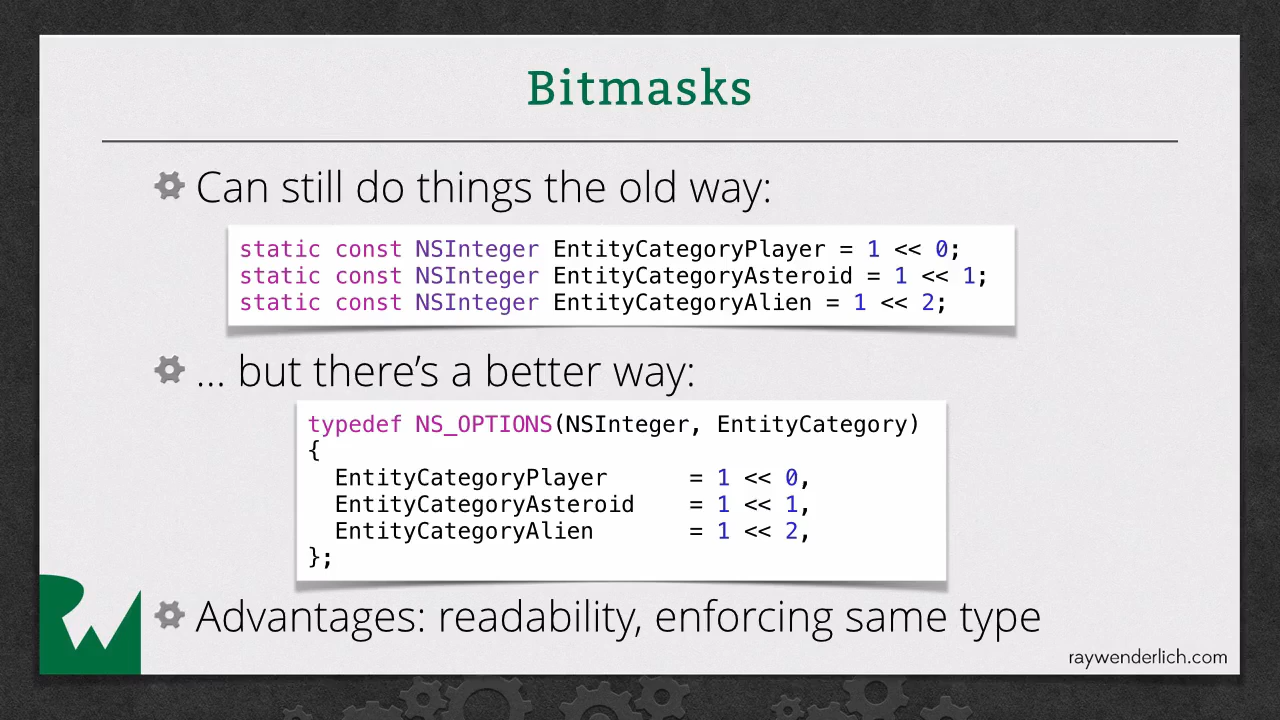 Bitmasks
Can still do things the old way:
static const NSInteger EntityCategoryPlayer = 1 << 0;
static const NSInteger EntityCategoryAsteroid = 1 << 1;
static const NSInteger EntityCategoryAlien = 1 << 2;
... but there’s a better way:
typedef NS_OPTIONS(NSInteger, EntityCategory)
{
  EntityCategoryPlayer      = 1 << 0,
  EntityCategoryAsteroid    = 1 << 1,
  EntityCategoryAlien       = 1 << 2,
};
Advantages: readability, enforcing same type
raywenderlich.com